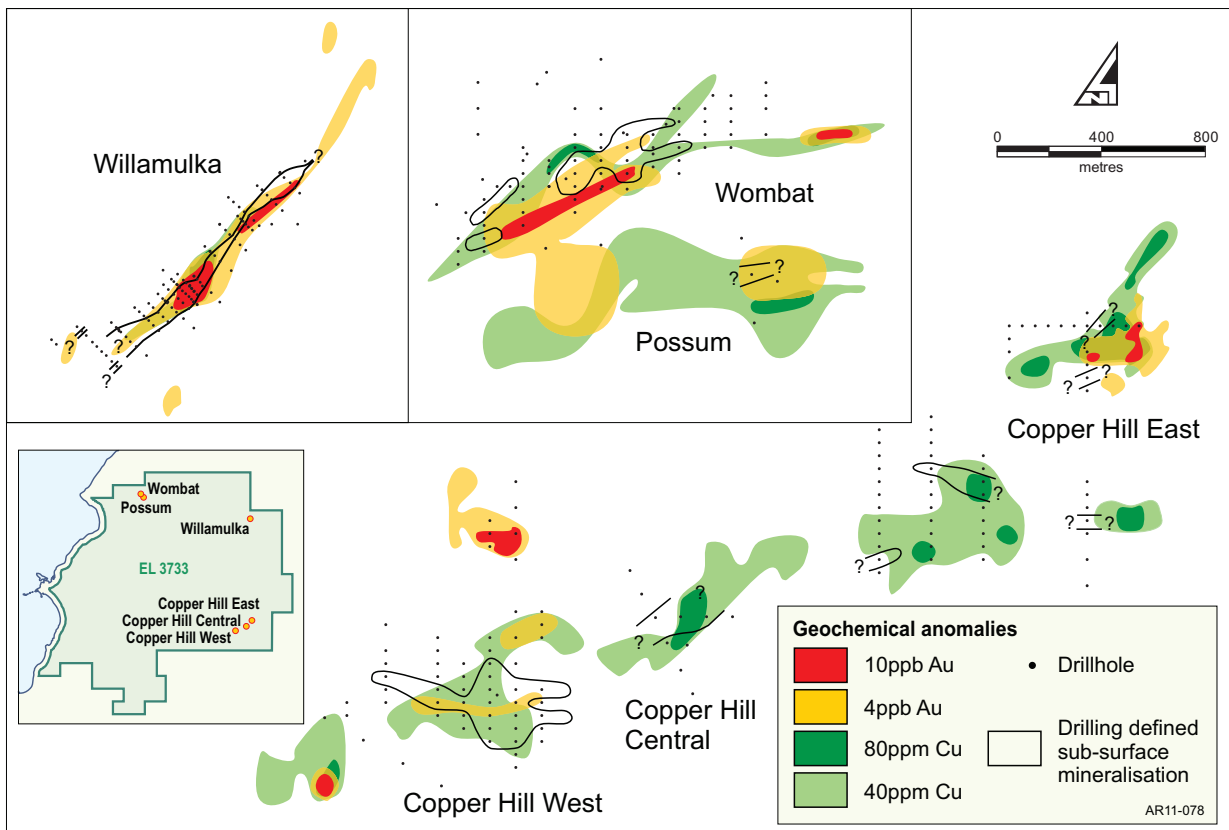 Willamulka
?
?
?
?
Wombat
?
?
Possum
N
0 400 800
metres
?
?
?
?
Copper Hill East
?
?
?
?
Wombat
Possum
Willamulka
EL 3733
Copper Hill East
Copper Hill Central
Copper Hill West
?
?
Copper Hill
Central
Copper Hill West
Geochemical anomalies
10ppb Au
4ppb Au
80ppm Cu
40ppm Cu
Drillhole
Drilling defined
sub-surface
mineralisation
AR11-078